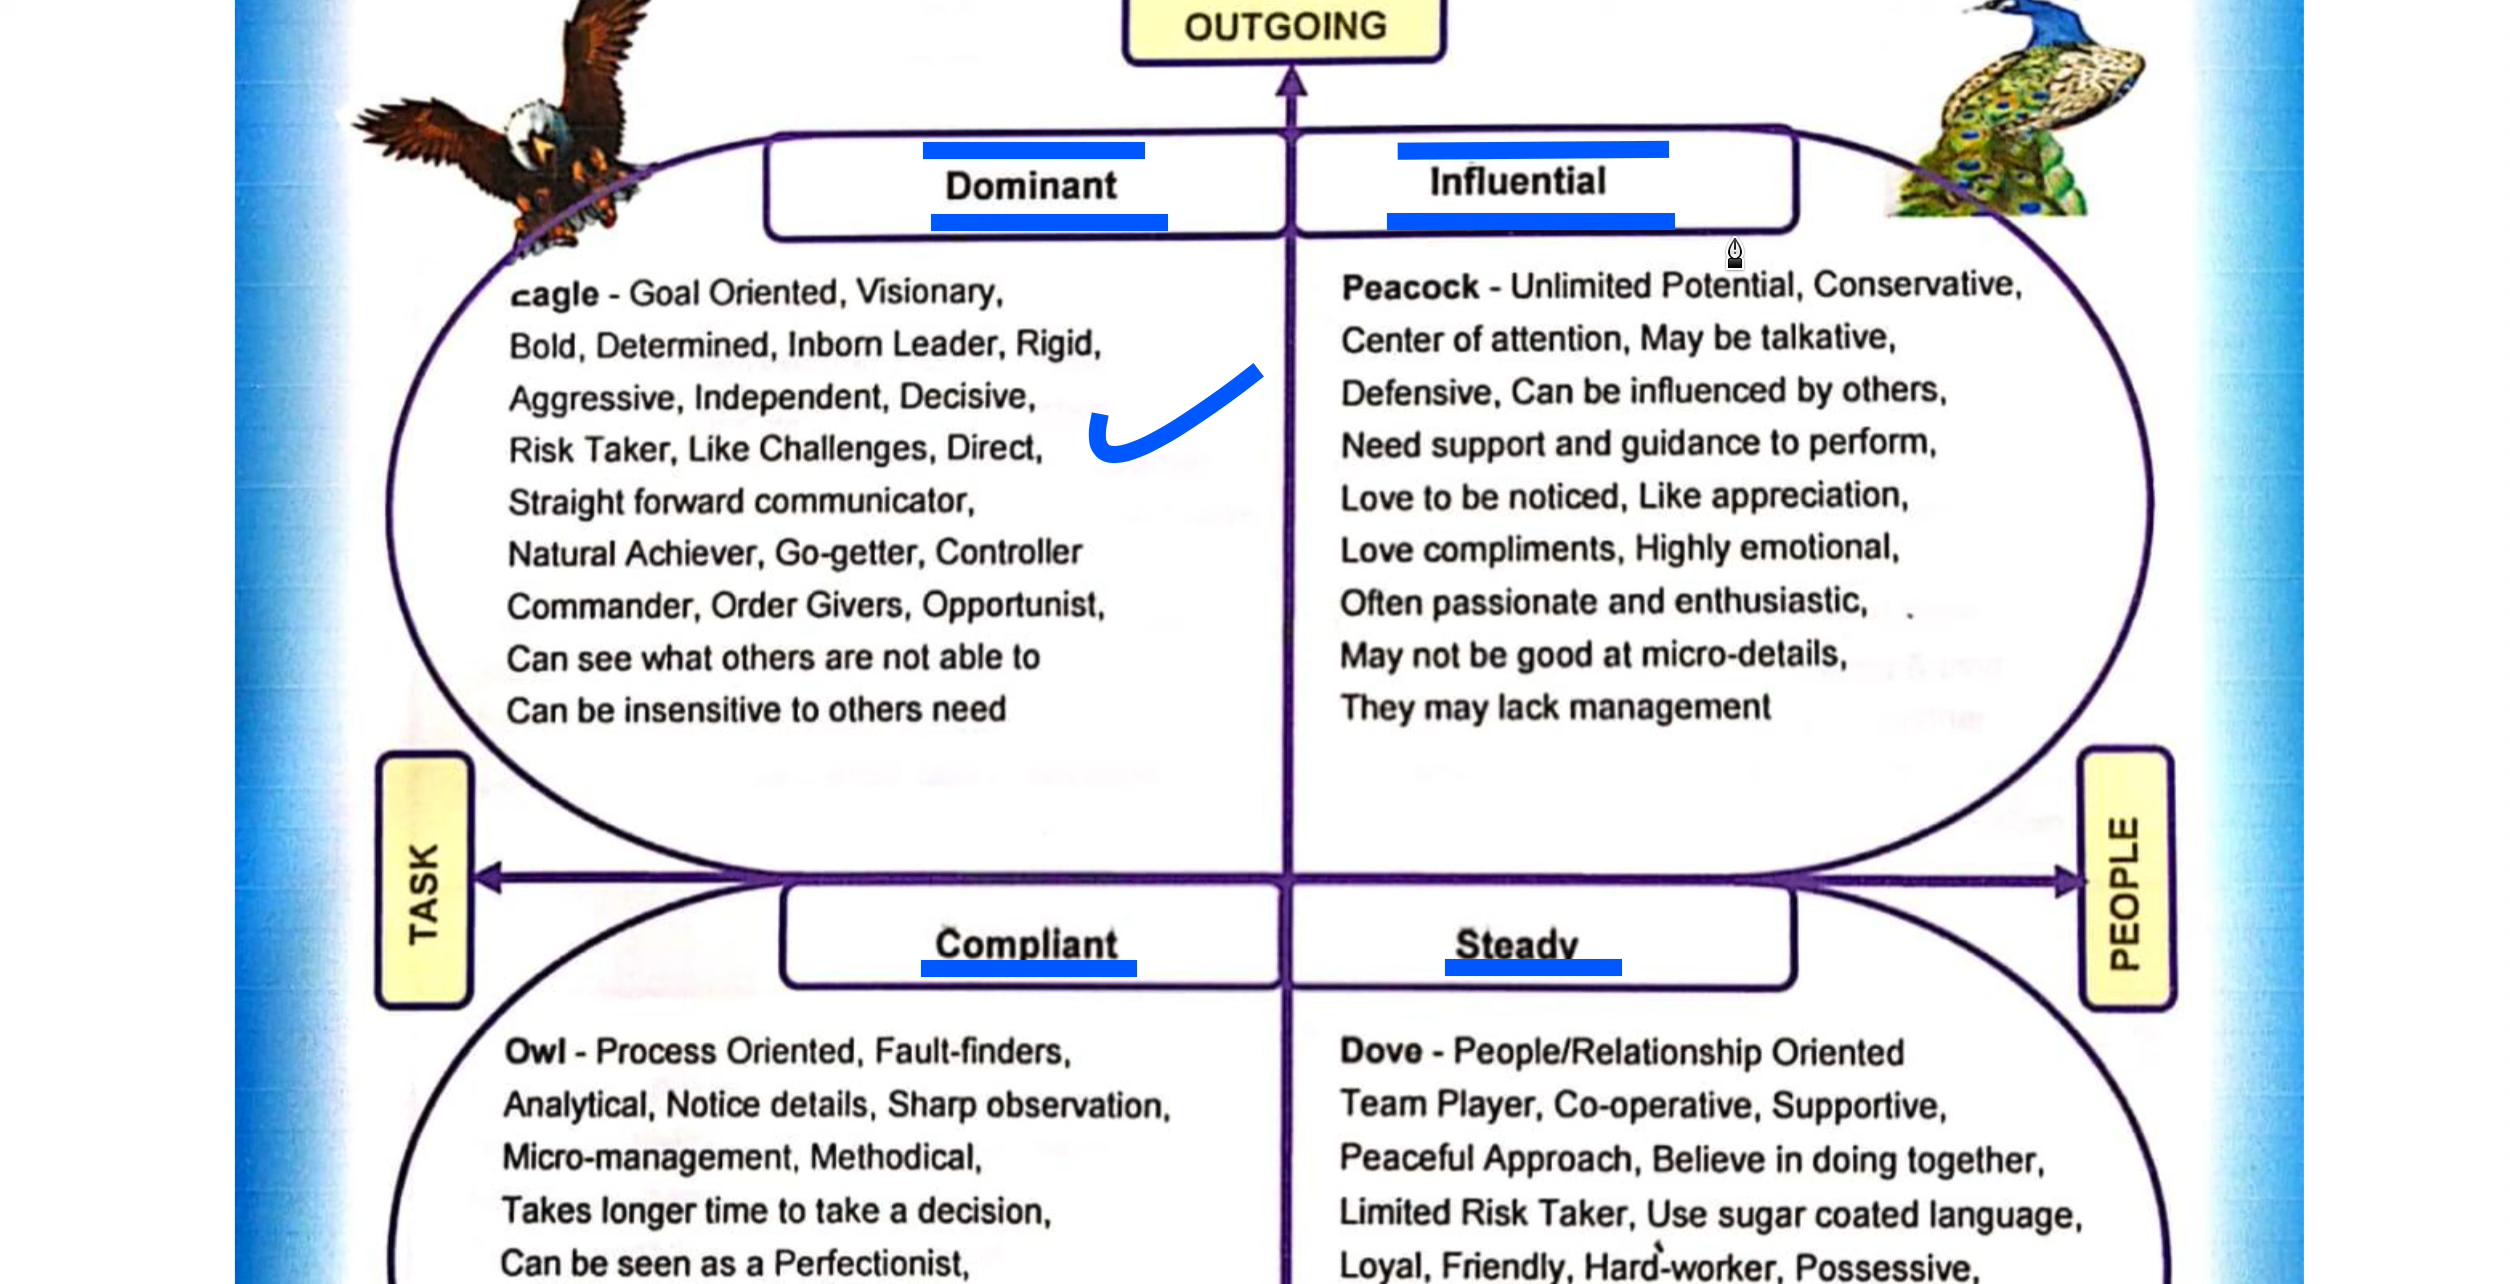 OUTGOING
Dominant
Influential
Eagle - Goal Oriented, Visionary,
Bold, Determined, Inborn Leader, Rigid,
Aggressive, Independent, Decisive,
Risk Taker, Like Challenges, Direct,
Straight forward communicator,
Natural Achiever, Go-getter, Controller
Commander, Order Givers, Opportunist,
Can see what others are not able to
Can be insensitive to others need
Peacock - Unlimited Potential, Conservative,
Center of attention, May be talkative,
Defensive, Can be influenced by others,
Need support and guidance to perform,
Love to be noticed, Like appreciation,
Love compliments, Highly emotional,
Often passionate and enthusiastic,
May not be good at micro-details,
They may lack management
TASK
PEOPLE
Compliant
Steady
Owl - Process Oriented, Fault-finders,
Analytical, Notice details, Sharp observation,
Micro-management, Methodical,
Takes longer time to take a decision,
Can be seen as a Perfectionist,
Dove - People/Relationship Oriented
Team Player, Co-operative, Supportive,
Peaceful Approach, Believe in doing together,
Limited Risk Taker, Use sugar coated language,
Loyal, Friendly, Hard-worker, Possessive,